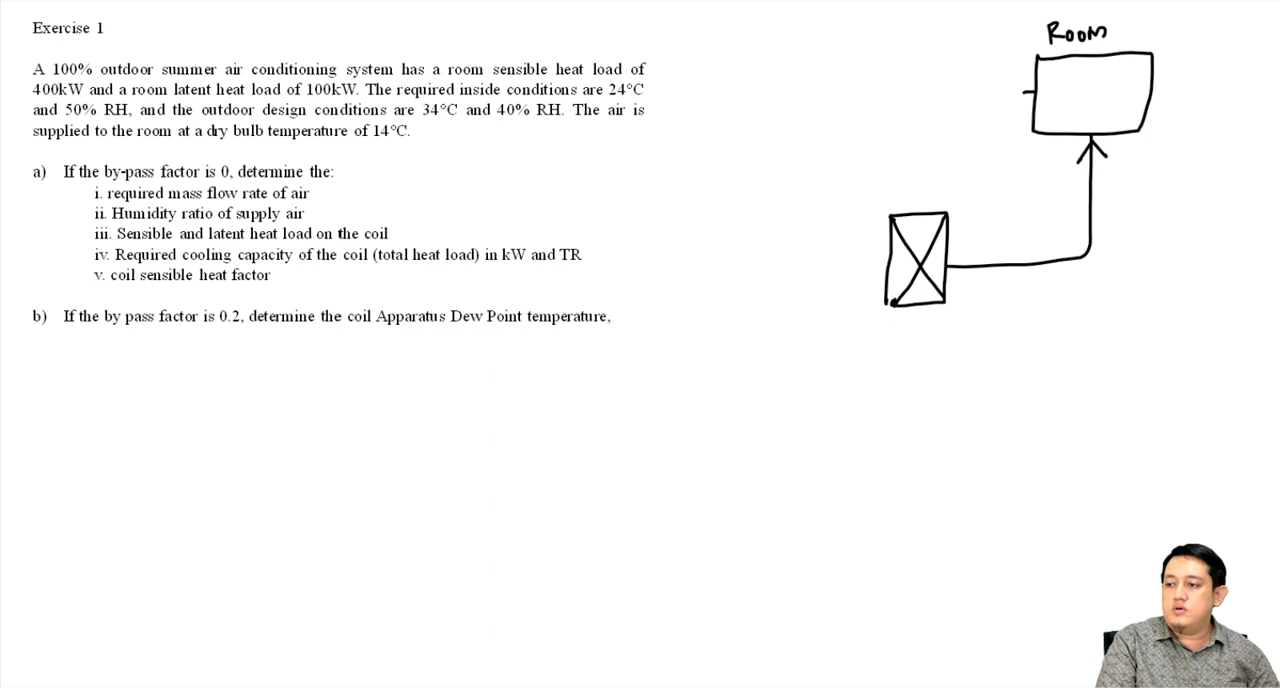 Exercise 1
Room
A 100% outdoor summer air conditioning system has a room sensible heat load of
400kW and a room latent heat load of 100kW. The required inside conditions are 24°C
and 50% RH, and the outdoor design conditions are 34°C and 40% RH. The air is
supplied to the room at a dry bulb temperature of 14°C.
a) If the by-pass factor is 0, determine the:
i. required mass flow rate of air
ii. Humidity ratio of supply air
iii. Sensible and latent heat load on the coil
iv. Required cooling capacity of the coil (total heat load) in kW and TR
v. coil sensible heat factor
b) If the by pass factor is 0.2, determine the coil Apparatus Dew Point temperature,